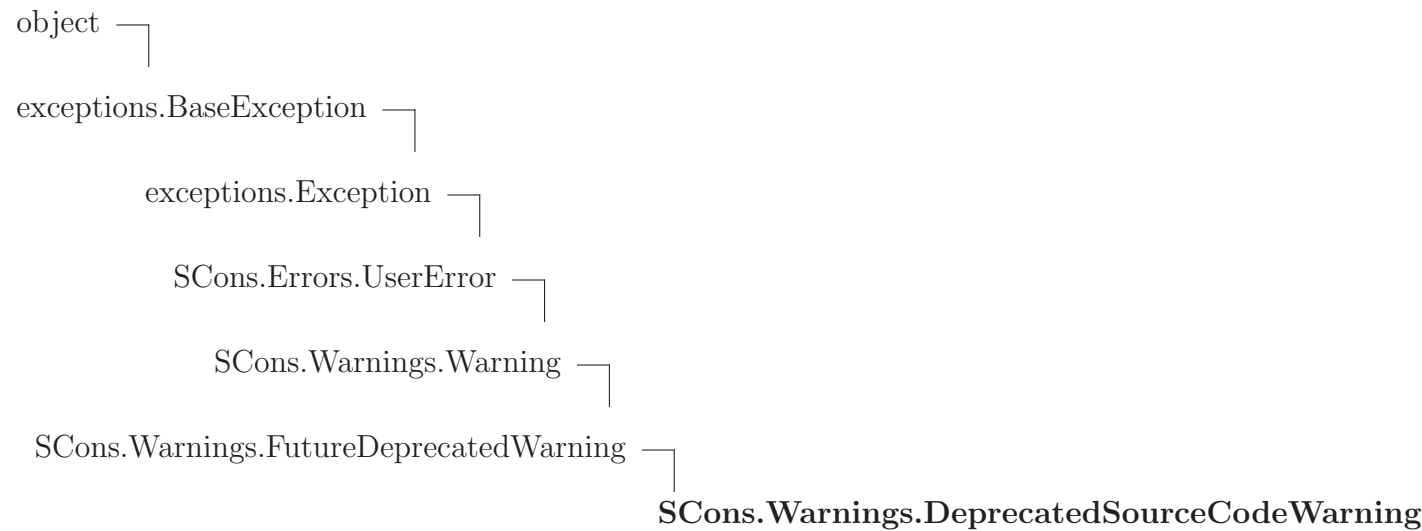 object
exceptions.BaseException
exceptions.Exception
SCons.Errors.UserError
SCons.Warnings.Warning
SCons.Warnings.FutureDeprecatedWarning
SCons.Warnings.DeprecatedSourceCodeWarning